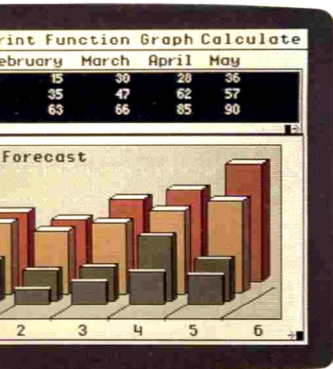 rint Function Graph Calculate
ebruary March April May
15 30 28 36
35 47 62 57
63 66 85 90
Forecast
2 3 4 5 6